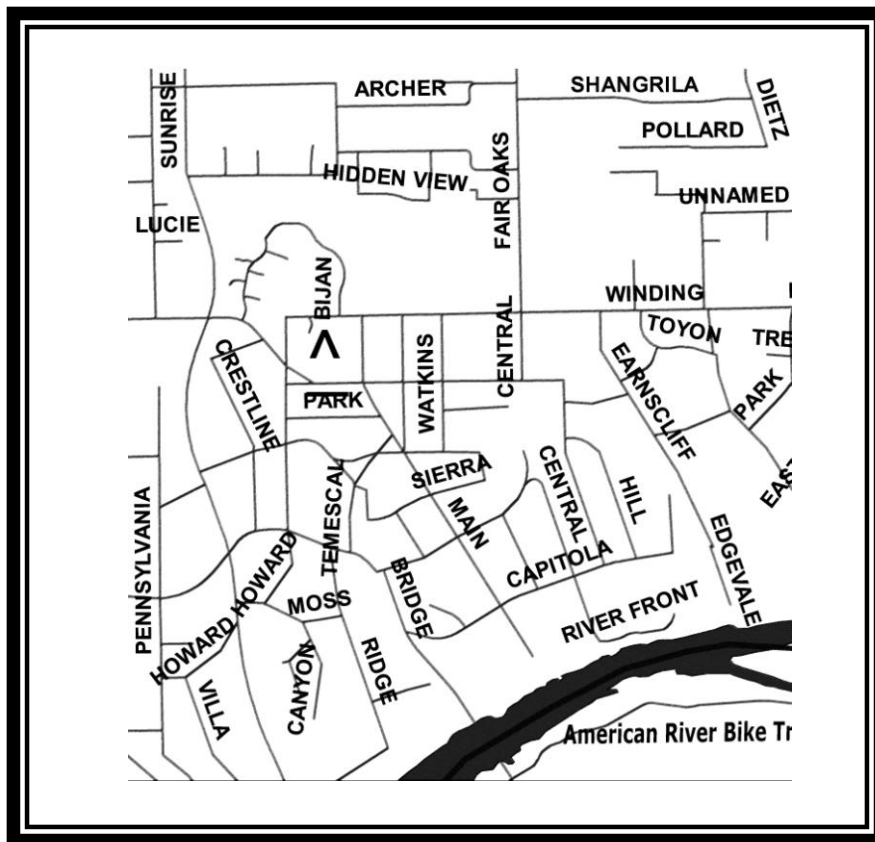 ARCHER
SHANGRILA
DIETZ
SUNRISE
POLLARD
HIDDEN VIEW
FAIR OAKS
UNNAMED
LUCIE
BIJAN
WINDING
TOYON
TRE
CENTRAL
WATKINS
CRESTLINE
PARK
EARNSCLIFF
PARK
SIERRA
TEMESCAL
MAIN
CENTRAL
HILL
EAST
PENNSYLVANIA
HOWARD
HOWARD
MOSS
BRIDGE
CAPITOLA
EDGEVALE
RIVER FRONT
CANYON
RIDGE
VILLA
American River Bike Tr